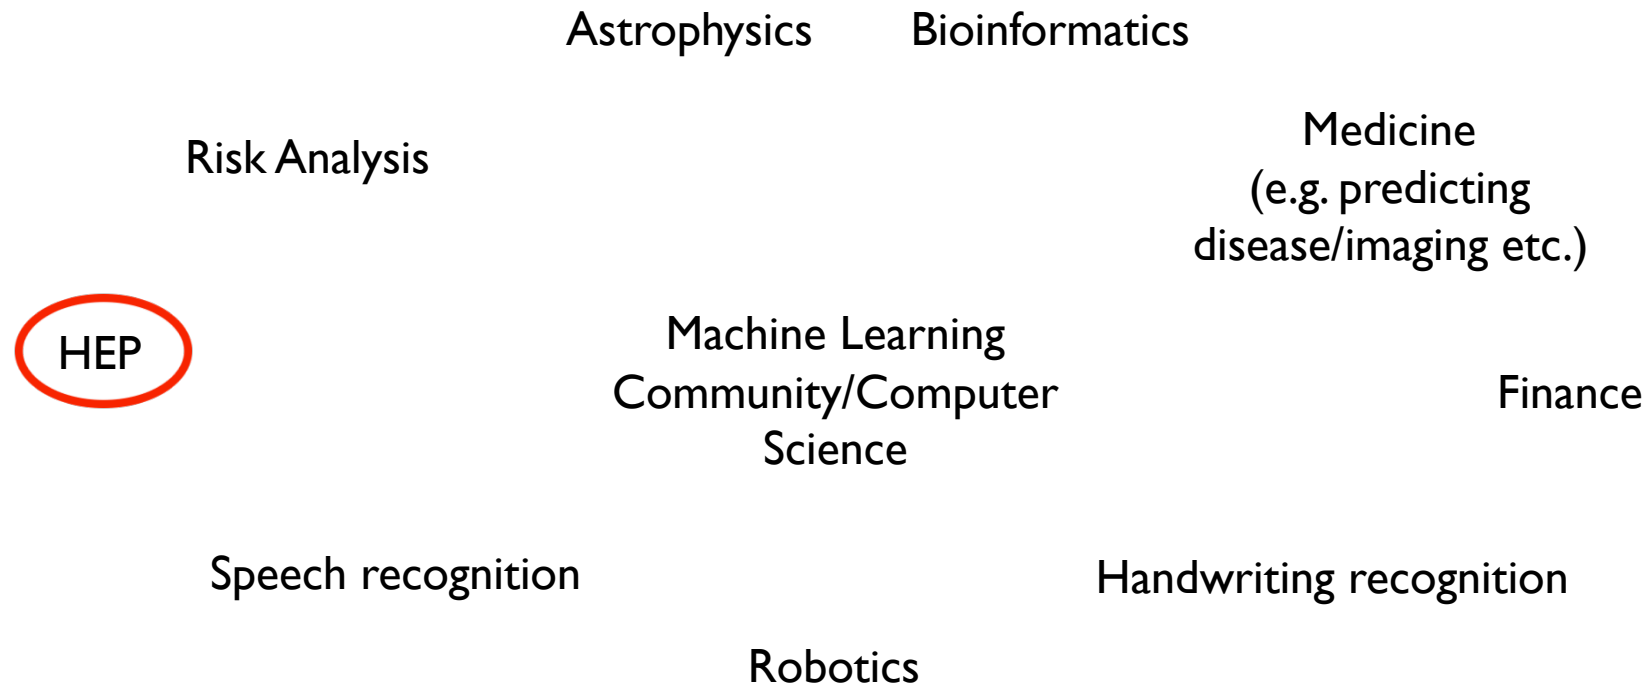 Astrophysics
Bioinformatics
Risk Analysis
Medicine
(e.g. predicting
disease/imaging etc.)
HEP
Machine Learning
Community/Computer
Science
Finance
Speech recognition
Handwriting recognition
Robotics